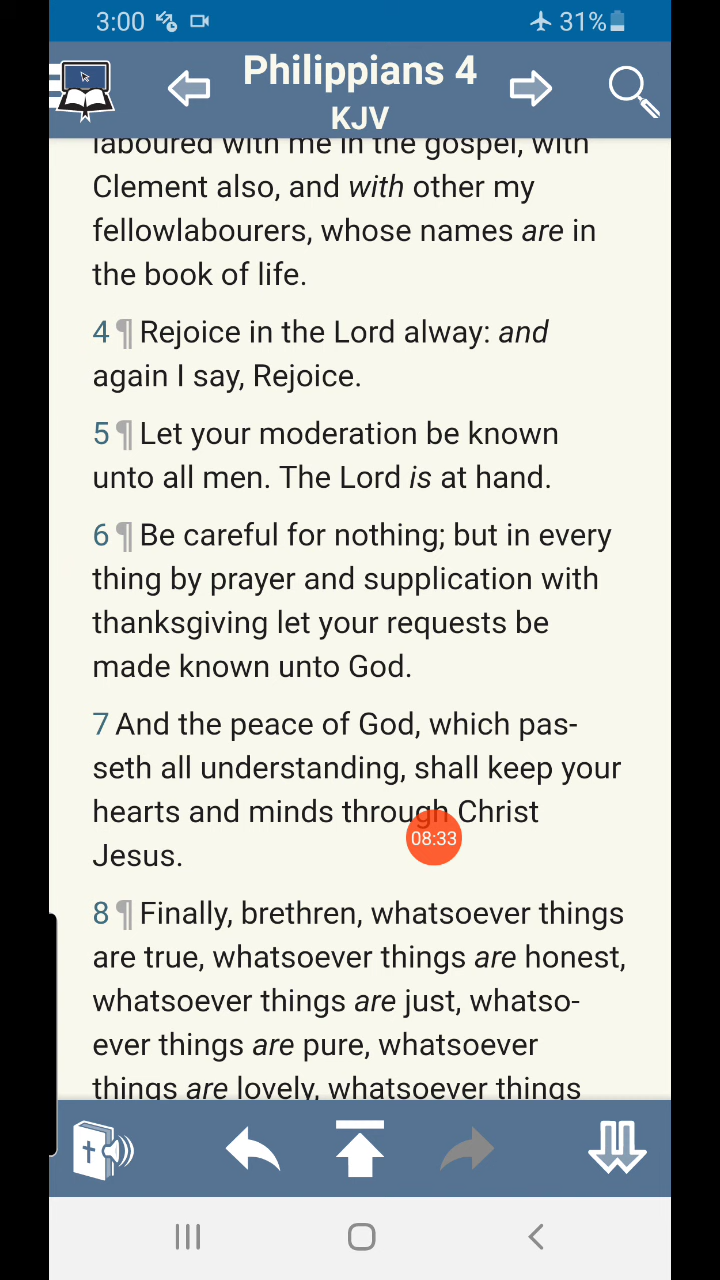 3:00 31%
Philippians 4
KJV
laboured with me in the gospel, with
Clement also, and with other my
fellowlabourers, whose names are in
the book of life.
4 ¶ Rejoice in the Lord alway: and
again I say, Rejoice.
5 ¶ Let your moderation be known
unto all men. The Lord is at hand.
6 ¶ Be careful for nothing; but in every
thing by prayer and supplication with
thanksgiving let your requests be
made known unto God.
7 And the peace of God, which pas-
seth all understanding, shall keep your
hearts and minds through Christ
08:33
Jesus.
8 ¶ Finally, brethren, whatsoever things
are true, whatsoever things are honest,
whatsoever things are just, whatso-
ever things are pure, whatsoever
things are lovely, whatsoever things